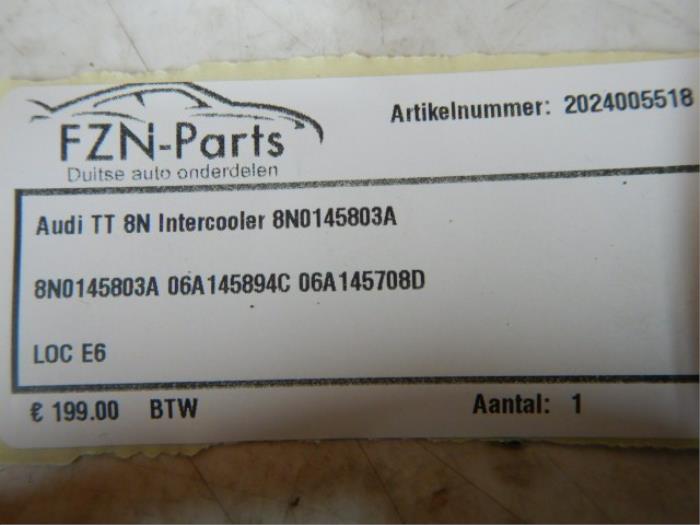 FZN-Parts
Duitse auto onderdelen
Artikelnummer: 2024005518
Audi TT 8N Intercooler 8N0145803A
8N0145803A 06A145894C 06A145708D
LOC E6
€ 199.00 BTW Aantal: 1